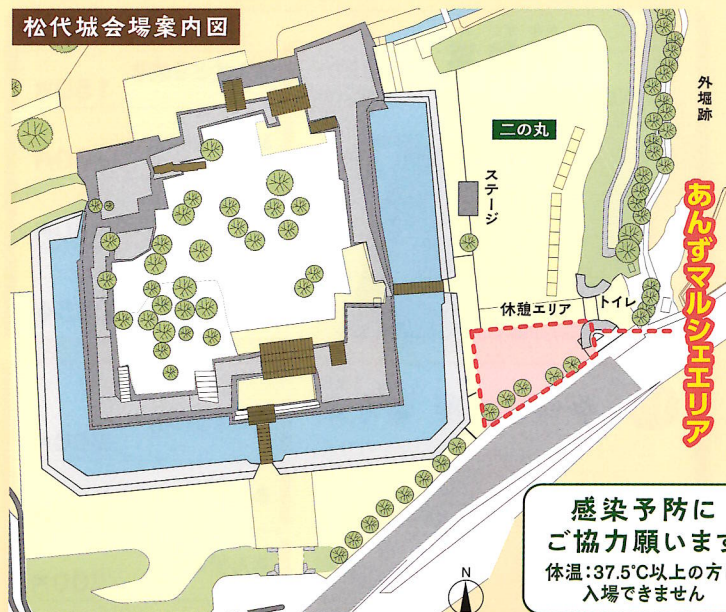 松代城会場案内図
外堀跡
二の丸
ステージ
あんずマルシェエリア
休憩エリア
トイレ
感染予防に
ご協力願います
体温:37.5℃以上の方
入場できません
N